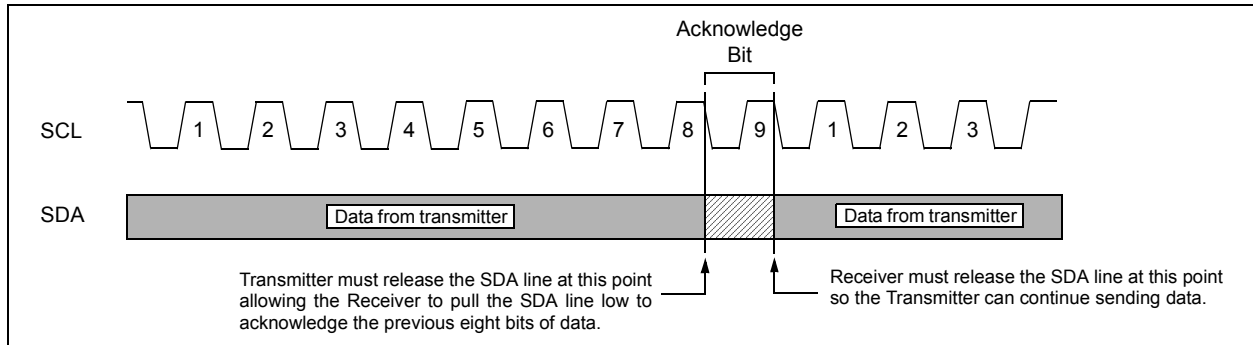 Acknowledge
Bit
SCL
1 2 3 4 5 6 7 8 9 1 2 3
SDA
Data from transmitter
Data from transmitter
Transmitter must release the SDA line at this point
allowing the Receiver to pull the SDA line low to
acknowledge the previous eight bits of data.
Receiver must release the SDA line at this point
so the Transmitter can continue sending data.